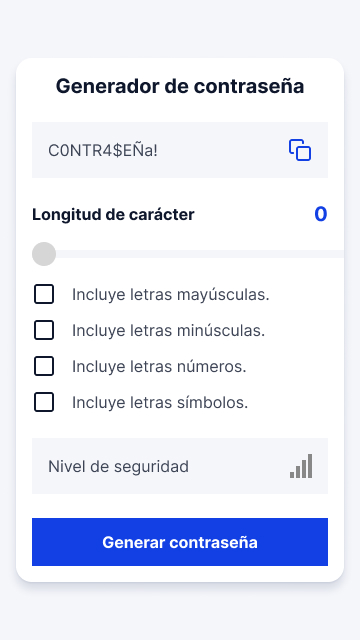 Generador de contraseña
C0NTR4$EÑa!
Longitud de carácter 0
Incluye letras mayúsculas.
Incluye letras minúsculas.
Incluye letras números.
Incluye letras símbolos.
Nivel de seguridad
Generar contraseña